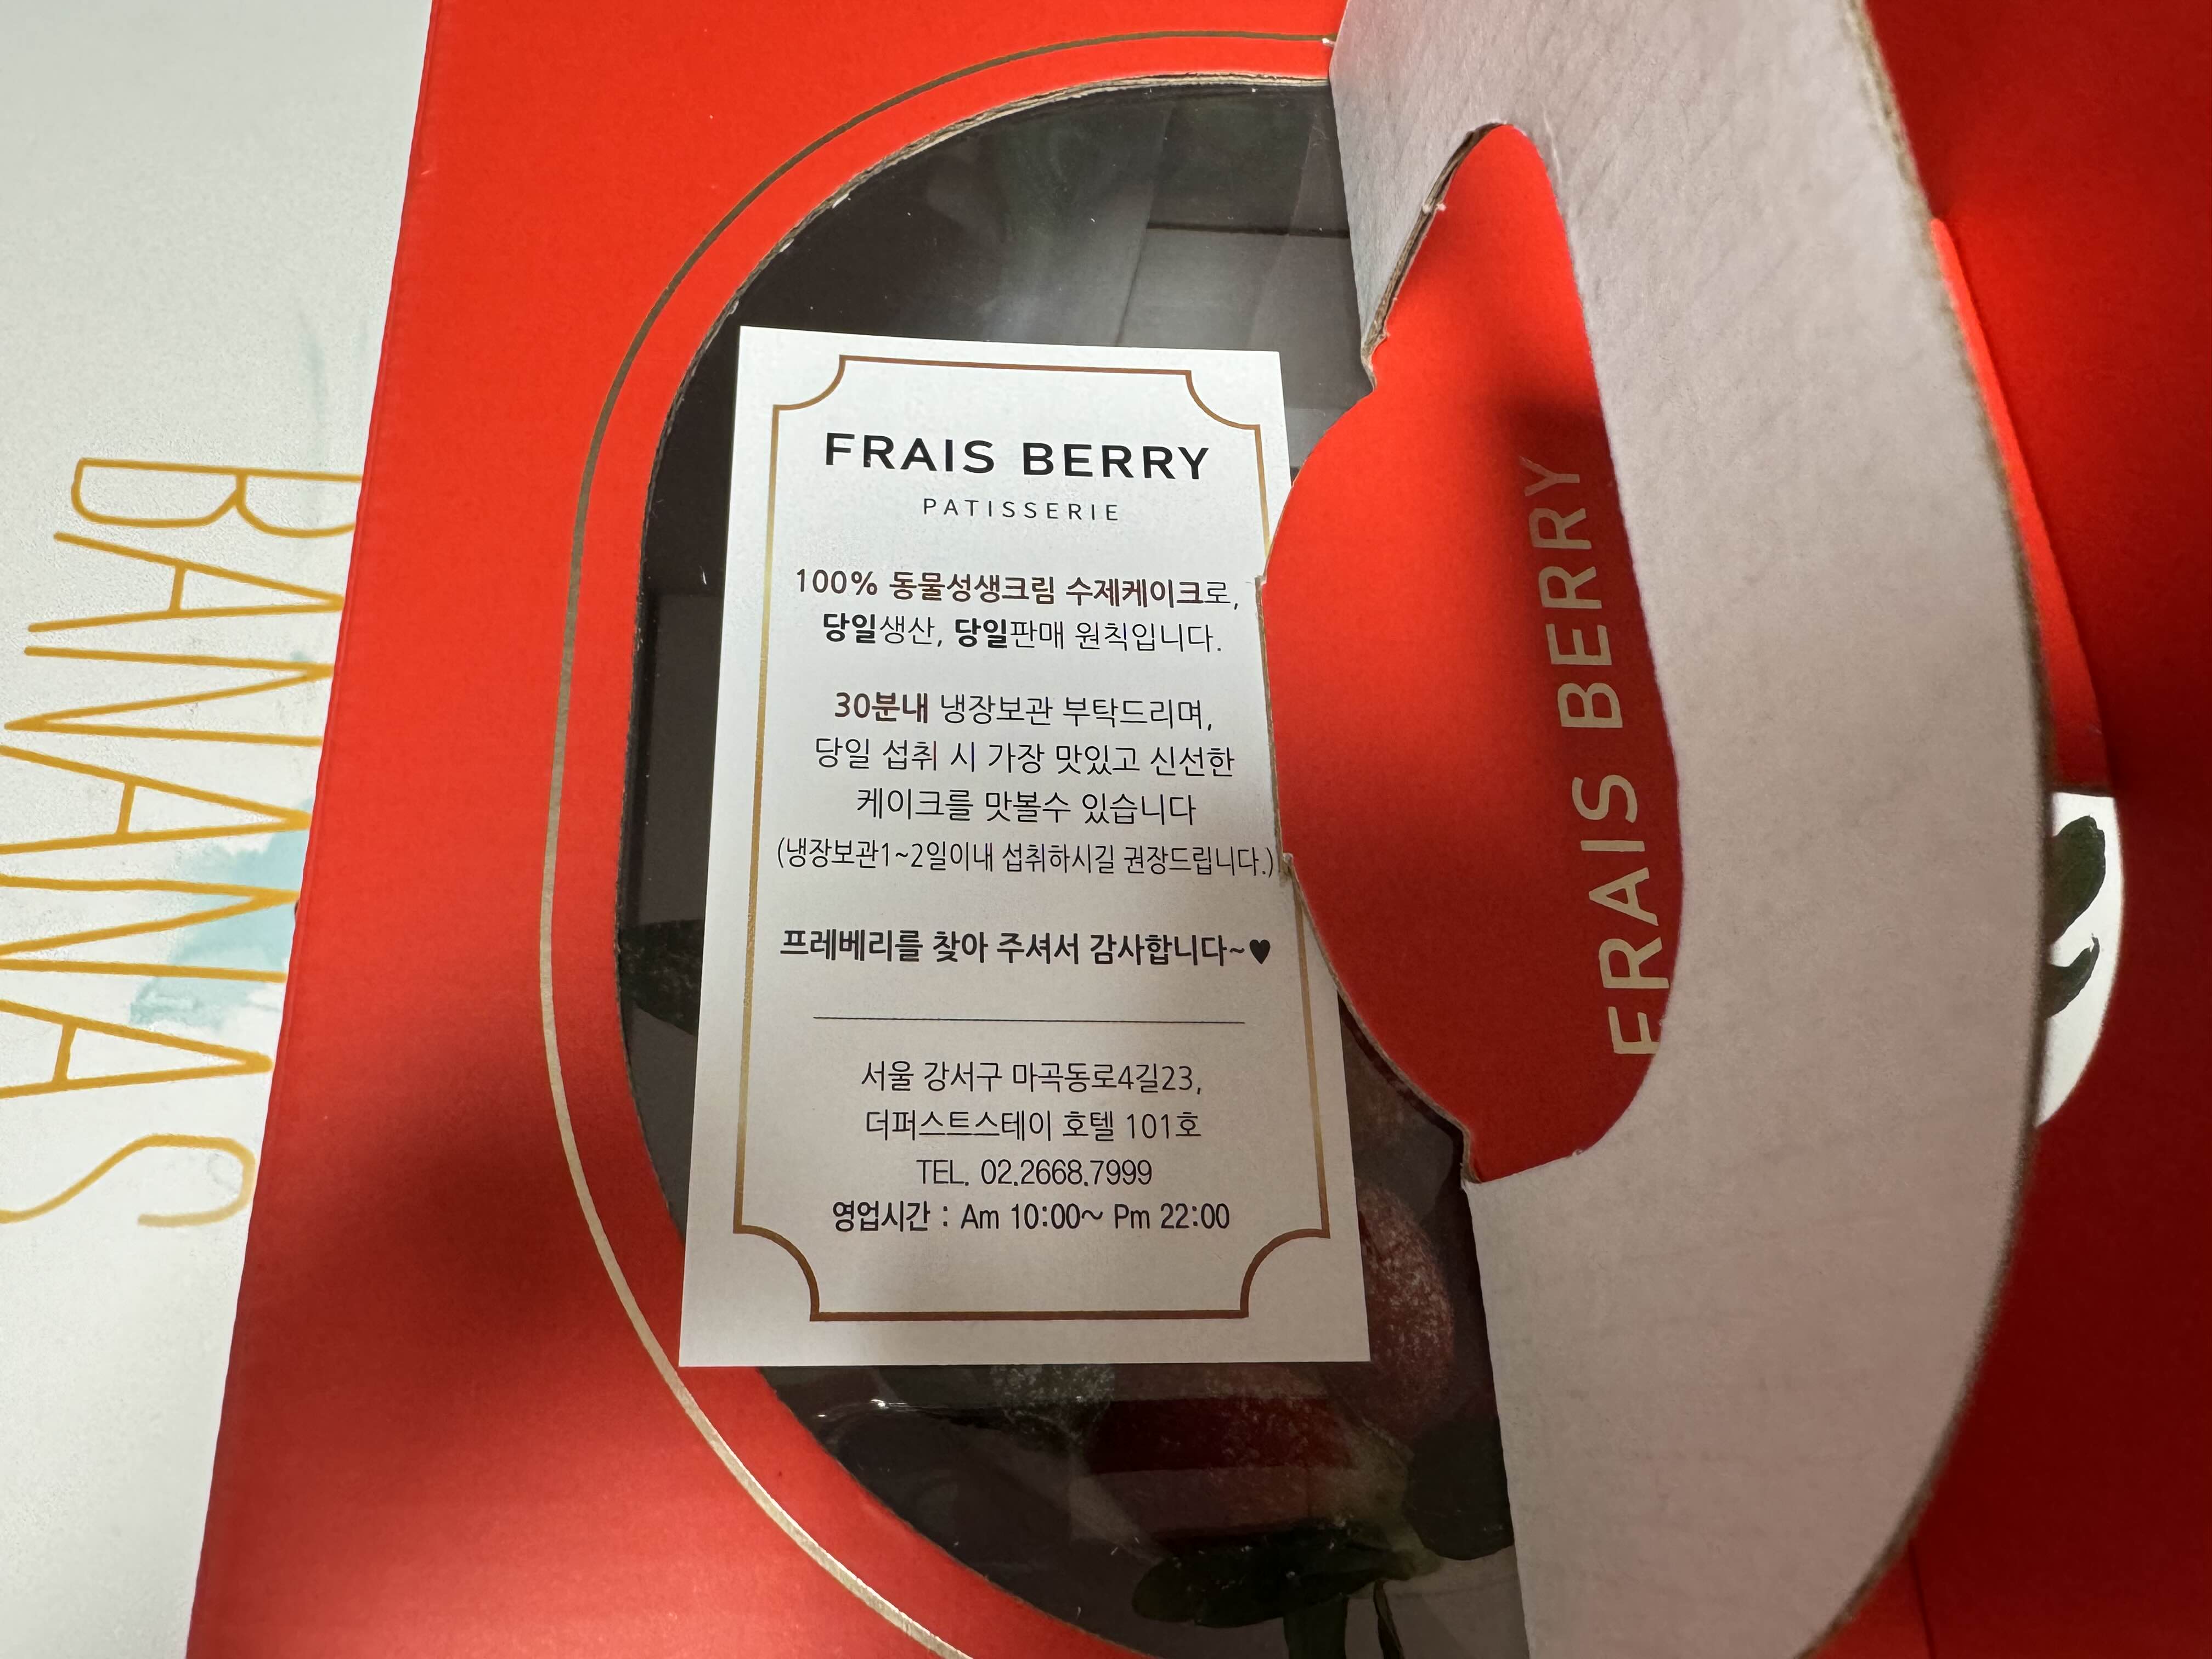 FRAIS BERRY
PATISSERIE
100% 동물성생크림 수제케이크로,
당일생산, 당일판매 원칙입니다.
30분내 냉장보관 부탁드리며,
당일 섭취 시 가장 맛있고 신선한
케이크를 맛볼수 있습니다
(냉장보관1~2일이내 섭취하시길 권장드립니다.)
프레베리를 찾아 주셔서 감사합니다~♥
서울 강서구 마곡동로4길23,
더퍼스트스테이 호텔 101호
TEL. 02.2668.7999
영업시간 : Am 10:00~ Pm 22:00
FRAIS BERRY
BANANAS